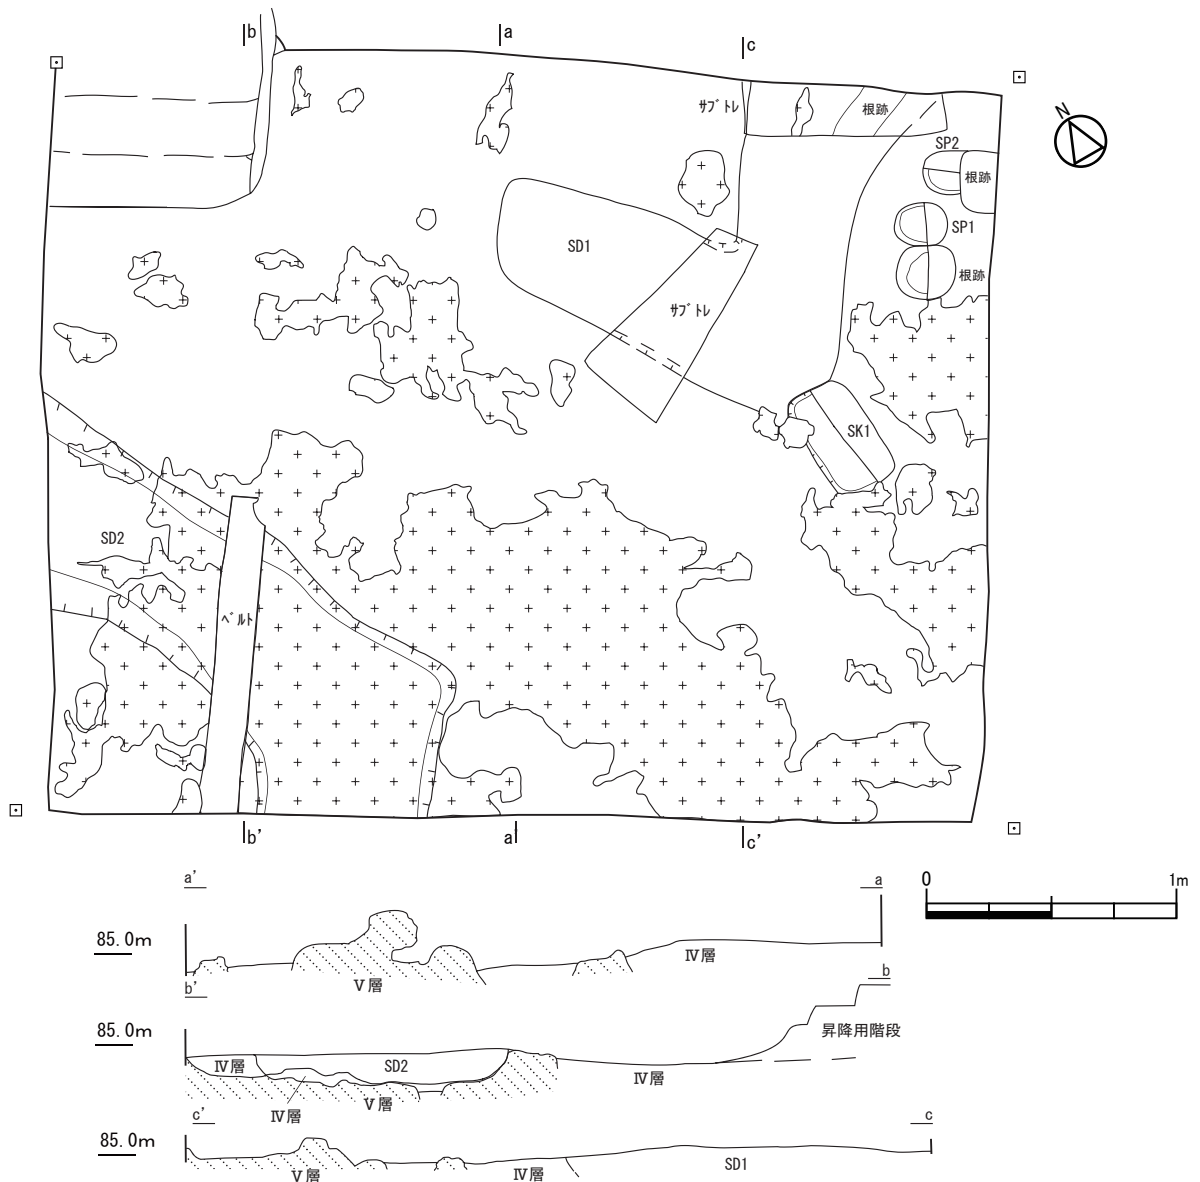 b
a
c
N
ｻﾌﾞﾄﾚ
根跡
SP2
根跡
SP1
根跡
SD1
ｻﾌﾞﾄﾚ
SK1
SD2
ﾍﾞﾙﾄ
b'
a'
c'
0
1m
a'
a
85.0m
Ⅳ層
Ⅴ層
b'
b
85.0m
昇降用階段
Ⅳ層
SD2
Ⅳ層
Ⅳ層
Ⅴ層
c'
c
85.0m
Ⅴ層
Ⅳ層
SD1